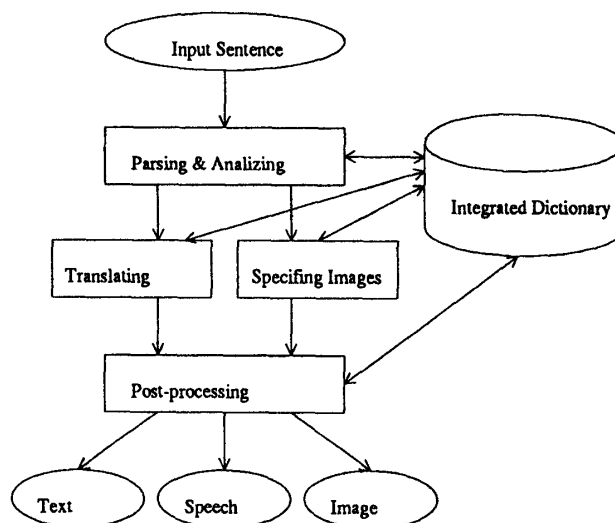 Input Sentence
Parsing & Analizing
Integrated Dictionary
Translating
Specifing Images
Post-processing
Text
Speech
Image